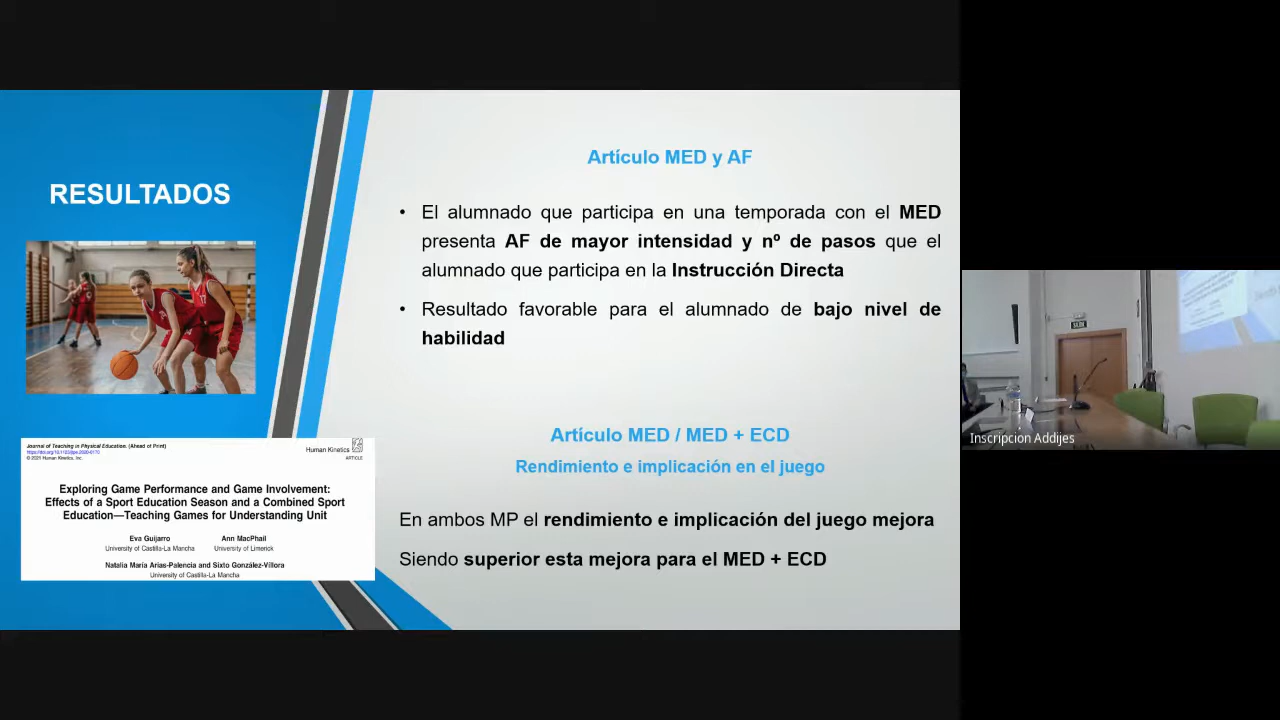 RESULTADOS
Journal of Teaching in Physical Education, (Ahead of Print)
© 2021 Human Kinetics, Inc.
Human Kinetics
ARTICLE
Exploring Game Performance and Game Involvement:
Effects of a Sport Education Season and a Combined Sport
Education—Teaching Games for Understanding Unit
Eva Guijarro
University of Castilla-La Mancha
Ann MacPhail
University of Limerick
Natalia María Arias-Palencia and Sixto González-Víllora
University of Castilla-La Mancha
Artículo MED y AF
• El alumnado que participa en una temporada con el MED
presenta AF de mayor intensidad y nº de pasos que el
alumnado que participa en la Instrucción Directa
• Resultado favorable para el alumnado de bajo nivel de
habilidad
Artículo MED / MED + ECD
Rendimiento e implicación en el juego
En ambos MP el rendimiento e implicación del juego mejora
Siendo superior esta mejora para el MED + ECD
Inscripcion Addijes